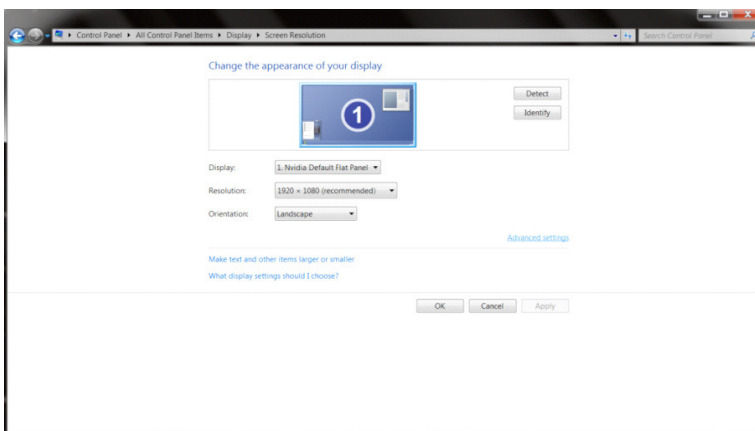 Control Panel ▸ All Control Panel Items ▸ Display ▸ Screen Resolution
Search Control Panel
Change the appearance of your display
1
Detect
Identify
Display: 1. Nvidia Default Flat Panel
Resolution: 1920 × 1080 (recommended)
Orientation: Landscape
Advanced settings
Make text and other items larger or smaller
What display settings should I choose?
OK Cancel Apply